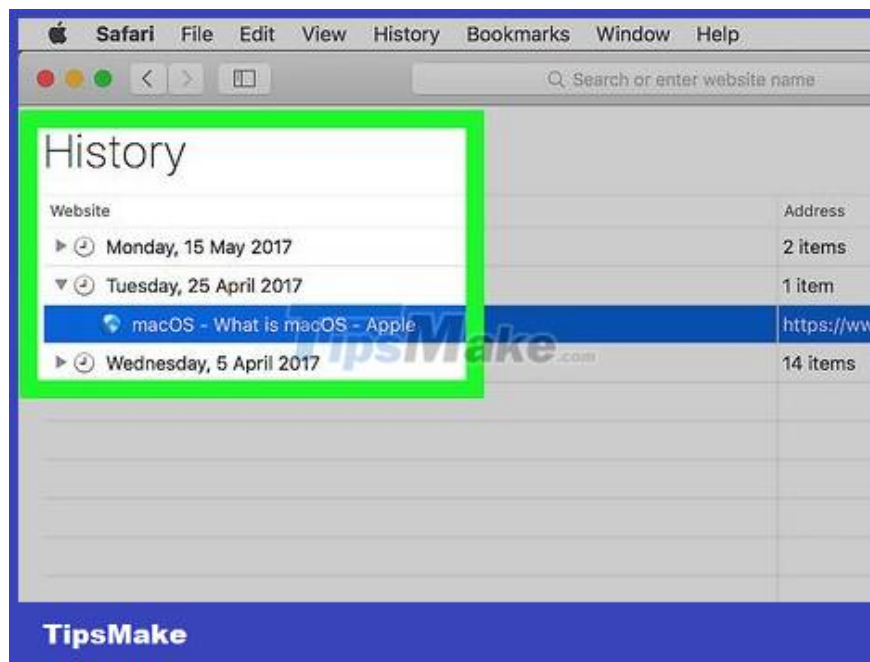 Safari File Edit View History Bookmarks Window Help
Search or enter website name
History
Website Address
Monday, 15 May 2017 2 items
Tuesday, 25 April 2017 1 item
macOS - What is macOS - Apple https://ww
TipsMake.com
Wednesday, 5 April 2017 14 items
TipsMake